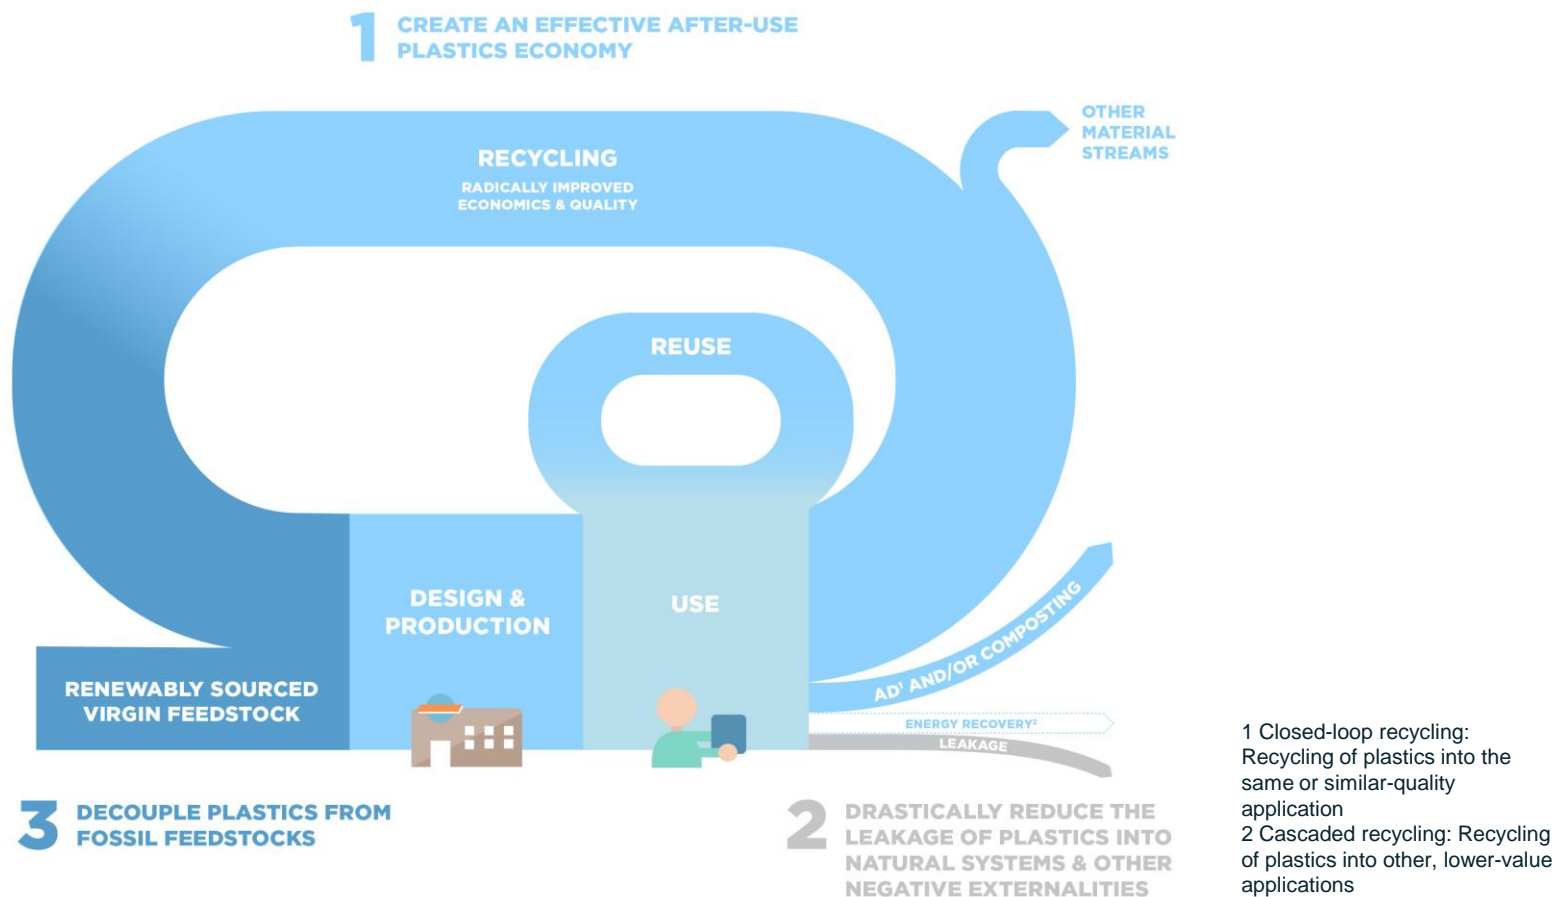 1 CREATE AN EFFECTIVE AFTER-USE
PLASTICS ECONOMY
OTHER
MATERIAL
STREAMS
RECYCLING
RADICALLY IMPROVED
ECONOMICS & QUALITY
REUSE
DESIGN &
PRODUCTION
USE
RENEWABLY SOURCED
VIRGIN FEEDSTOCK
AD¹ AND/OR COMPOSTING
ENERGY RECOVERY²
LEAKAGE
3 DECOUPLE PLASTICS FROM
FOSSIL FEEDSTOCKS
2 DRASTICALLY REDUCE THE
LEAKAGE OF PLASTICS INTO
NATURAL SYSTEMS & OTHER
NEGATIVE EXTERNALITIES
1 Closed-loop recycling:
Recycling of plastics into the
same or similar-quality
application
2 Cascaded recycling: Recycling
of plastics into other, lower-value
applications